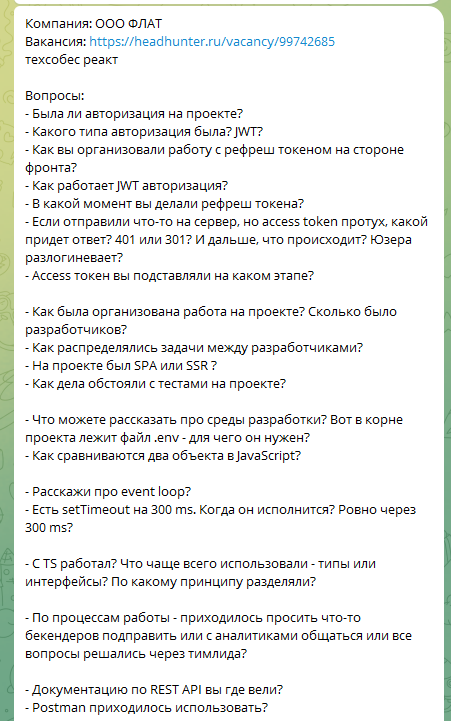 Компания: ООО ФЛАТ
Вакансия: https://headhunter.ru/vacancy/99742685
техсобес реакт
Вопросы:
- Была ли авторизация на проекте?
- Какого типа авторизация была? JWT?
- Как вы организовали работу с рефреш токеном на стороне
фронта?
- Как работает JWT авторизация?
- В какой момент вы делали рефреш токена?
- Если отправили что-то на сервер, но access token протух, какой
придет ответ? 401 или 301? И дальше, что происходит? Юзера
разлогиневает?
- Access токен вы подставляли на каком этапе?
- Как была организована работа на проекте? Сколько было
разработчиков?
- Как распределялись задачи между разработчиками?
- На проекте был SPA или SSR ?
- Как дела обстояли с тестами на проекте?
- Что можете рассказать про среды разработки? Вот в корне
проекта лежит файл .env - для чего он нужен?
- Как сравниваются два объекта в JavaScript?
- Расскажи про event loop?
- Есть setTimeout на 300 ms. Когда он исполнится? Ровно через
300 ms?
- С TS работал? Что чаще всего использовали - типы или
интерфейсы? По какому принципу разделяли?
- По процессам работы - приходилось просить что-то
бекендеров подправить или с аналитиками общаться или все
вопросы решались через тимлида?
- Документацию по REST API вы где вели?
- Postman приходилось использовать?